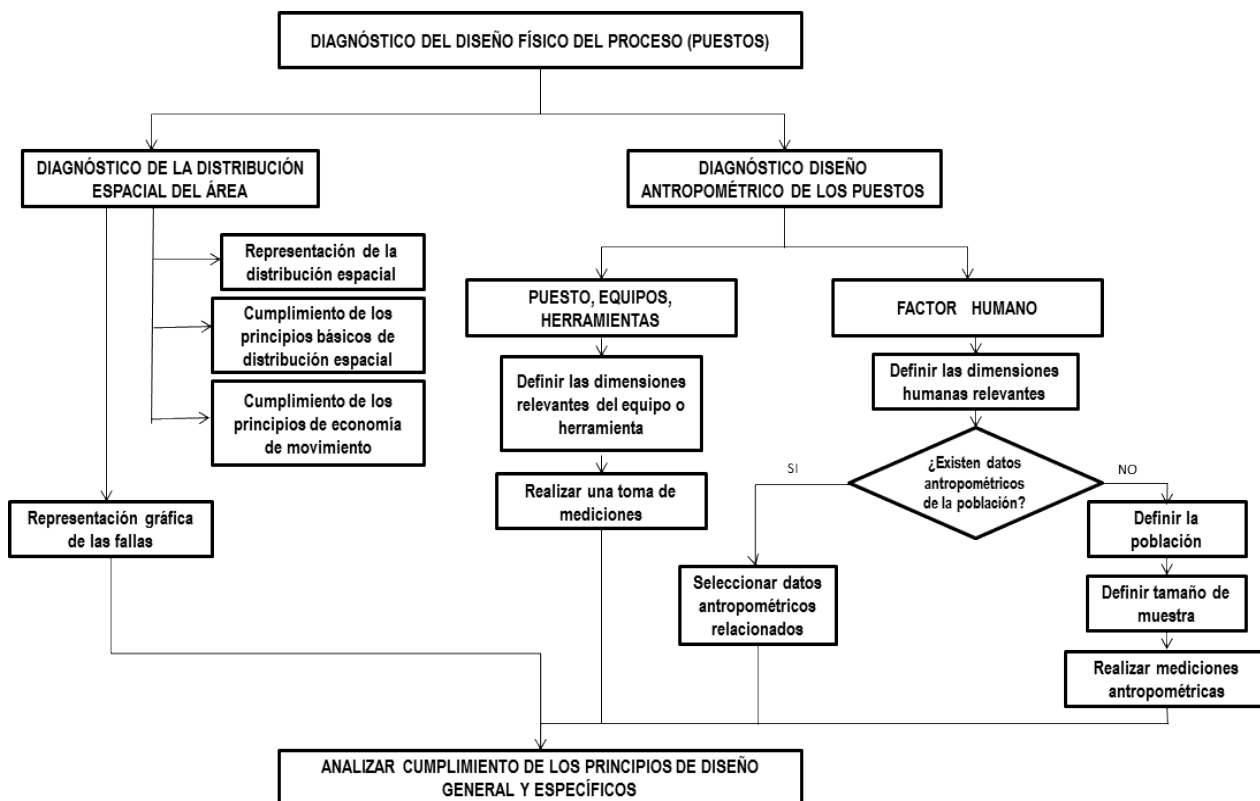 DIAGNÓSTICO DEL DISEÑO FÍSICO DEL PROCESO (PUESTOS)
DIAGNÓSTICO DE LA DISTRIBUCIÓN
ESPACIAL DEL ÁREA
DIAGNÓSTICO DISEÑO
ANTROPOMÉTRICO DE LOS PUESTOS
Representación de la
distribución espacial
Cumplimiento de los
principios básicos de
distribución espacial
Cumplimiento de los
principios de economía
de movimiento
Representación gráfica
de las fallas
PUESTO, EQUIPOS,
HERRAMIENTAS
Definir las dimensiones
relevantes del equipo o
herramienta
Realizar una toma de
mediciones
FACTOR HUMANO
Definir las dimensiones
humanas relevantes
¿Existen datos
antropométricos
de la población?
SI
NO
Seleccionar datos
antropométricos
relacionados
Definir la
población
Definir tamaño de
muestra
Realizar mediciones
antropométricas
ANALIZAR CUMPLIMIENTO DE LOS PRINCIPIOS DE DISEÑO
GENERAL Y ESPECÍFICOS